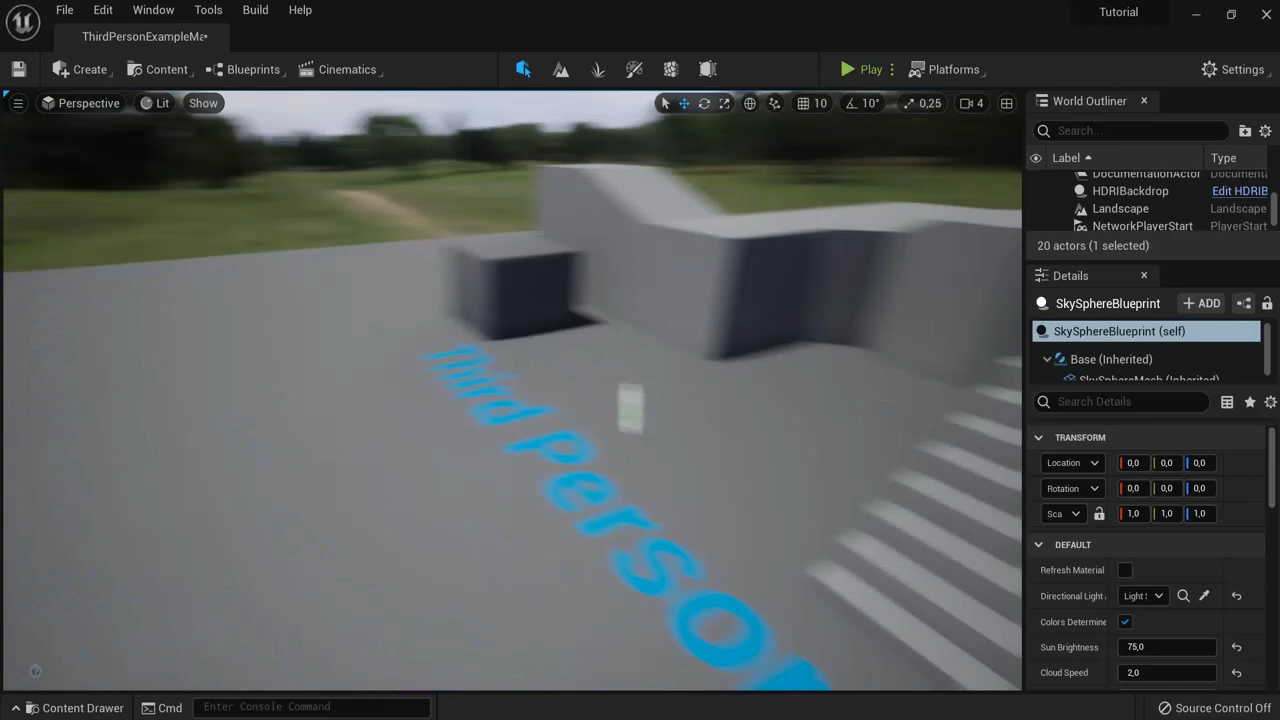 File Edit Window Tools Build Help Tutorial
ThirdPersonExampleMa•
Create Content Blueprints Cinematics Play Platforms Settings
Perspective Lit Show 10 10° 0,25 4
World Outliner
Search...
Label Type
DocumentationActor
HDRIBackdrop Edit HDRIB
Landscape Landscape
NetworkPlayerStart PlayerStart
20 actors (1 selected)
Details
SkySphereBlueprint ADD
SkySphereBlueprint (self)
Base (Inherited)
SkySphereMesh (Inherited)
Search Details
TRANSFORM
Location 0,0 0,0 0,0
Rotation 0,0 0,0 0,0
Sca 1,0 1,0 1,0
DEFAULT
Refresh Material
Directional Light Light
Colors Determine
Sun Brightness 75,0
Cloud Speed 2,0
Third Person
Content Drawer Cmd Enter Console Command Source Control Off